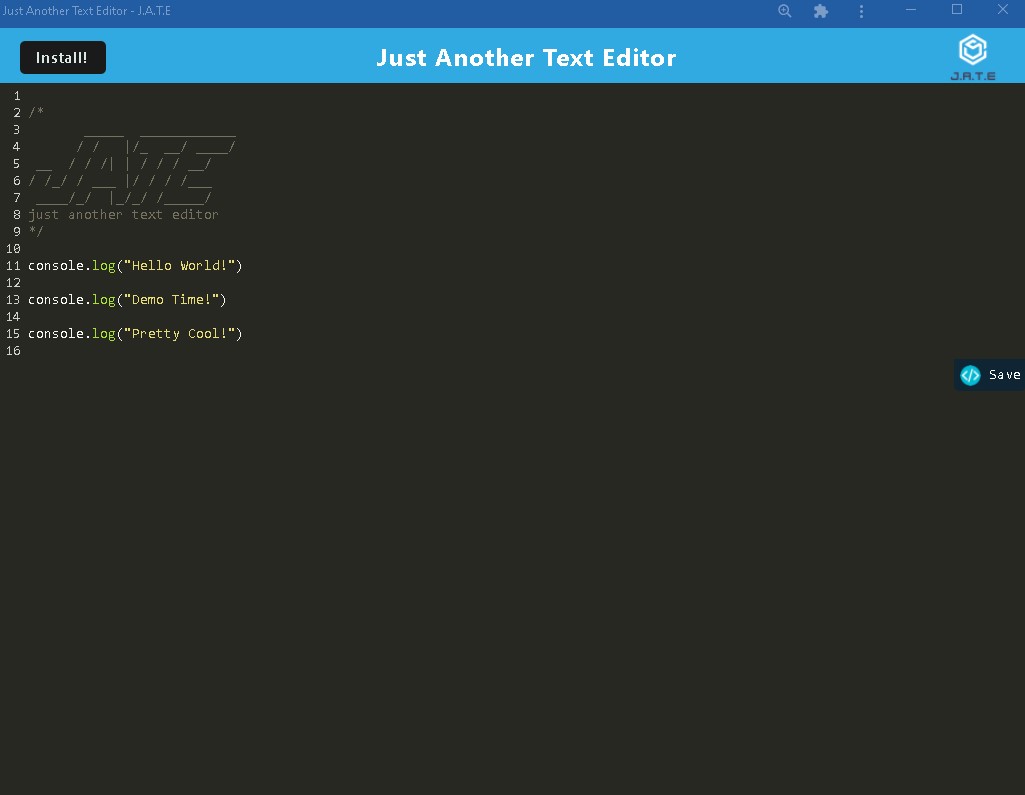 Just Another Text Editor - J.A.T.E
Install!
Just Another Text Editor
J.A.T.E
1
2 /*
3        _____  ____________
4       / /   |/_  __/ ____/
5  __  / / /| | / / / __/
6 / /_/ / ___ |/ / / /___
7  ____/_/  |_/_/ /_____/
8 just another text editor
9 */
10
11 console.log("Hello World!")
12
13 console.log("Demo Time!")
14
15 console.log("Pretty Cool!")
16
Save